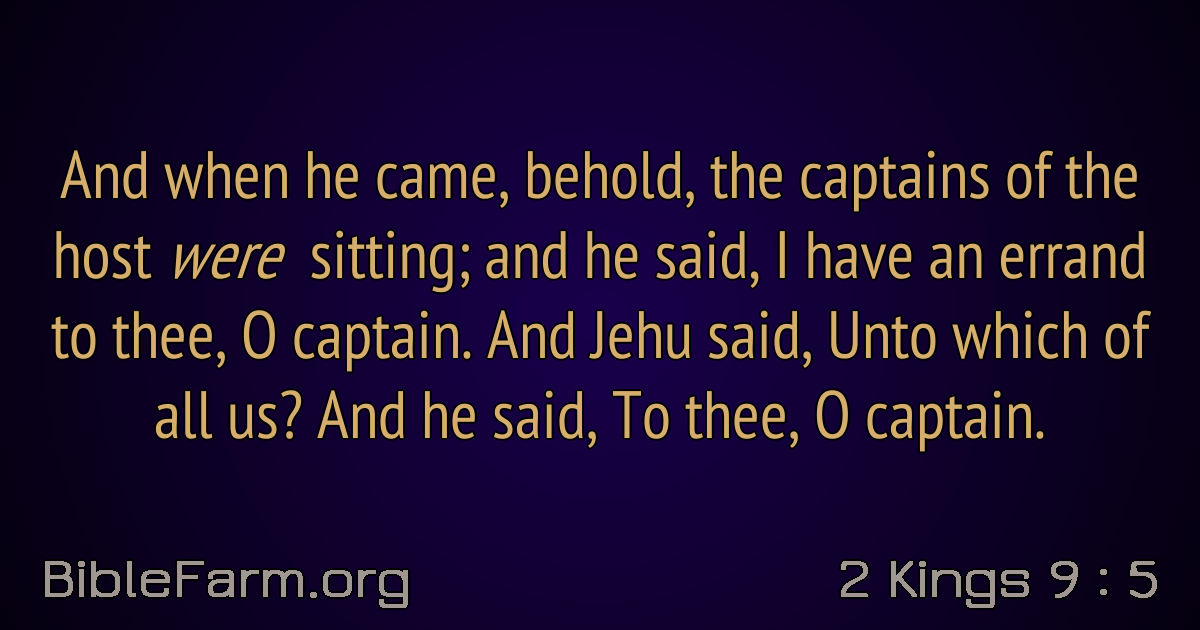 And when he came, behold, the captains of the
host were sitting; and he said, I have an errand
to thee, O captain. And Jehu said, Unto which of
all us? And he said, To thee, O captain.
BibleFarm.org
2 Kings 9 : 5